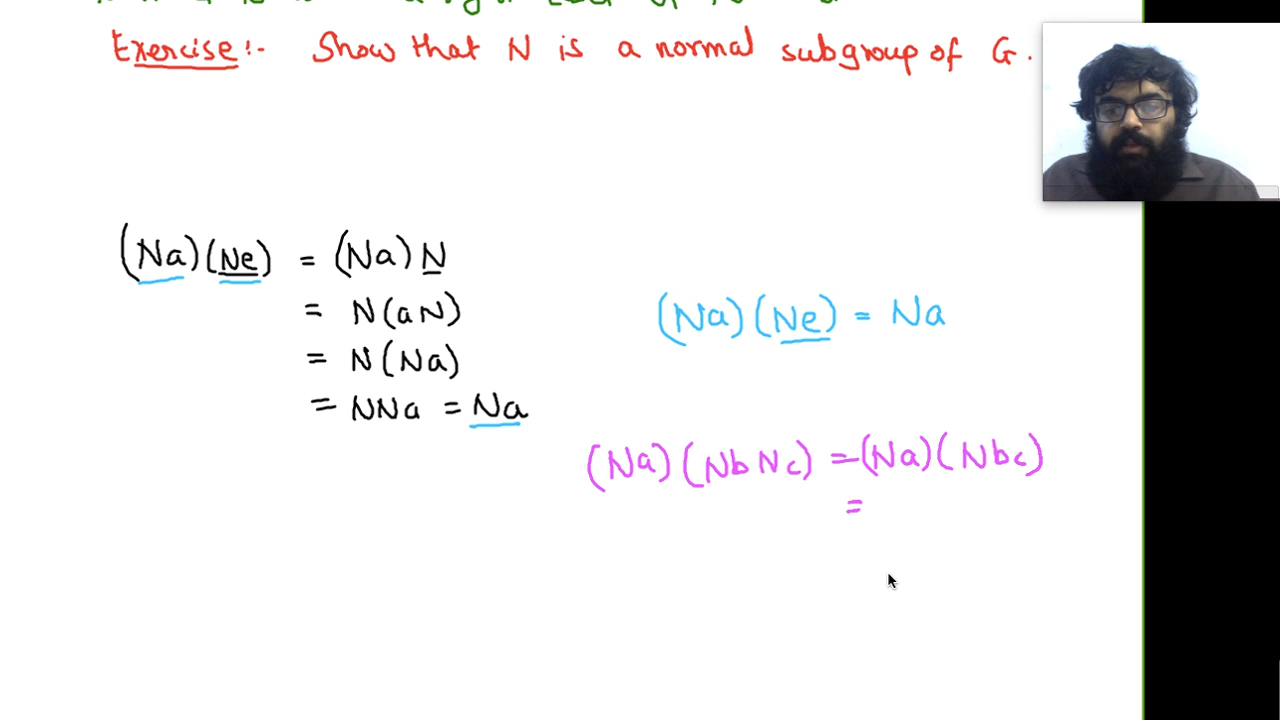 Exercise:- Show that N is a normal subgroup of G.
(Na)(Ne) = (Na)N
= N(aN)
= N(Na)
= NNa = Na
(Na)(Ne) = Na
(Na)(NbNc) = (Na)(Nbc)
=